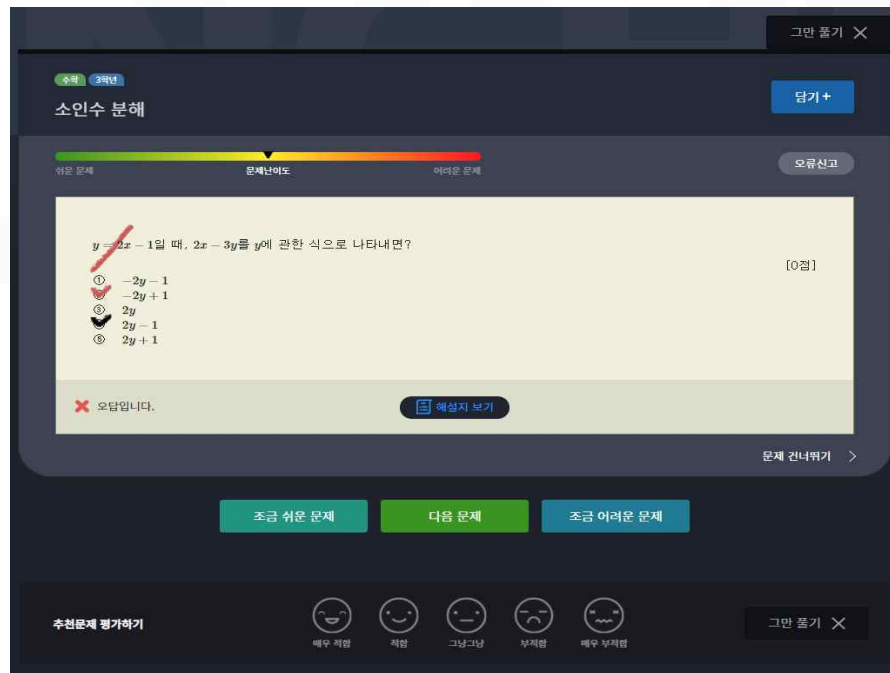 그만 풀기
수학 3학년
담기 +
소인수 분해
오류신고
쉬운 문제 문제난이도 어려운 문제
y = 2x − 1일 때, 2x − 3y를 y에 관한 식으로 나타내면?
[0점]
① −2y − 1
−2y + 1
③ 2y
2y − 1
⑤ 2y + 1
오답입니다.
해설지 보기
문제 건너뛰기
조금 쉬운 문제 다음 문제 조금 어려운 문제
추천문제 평가하기
매우 적합 적합 그냥그냥 부적합 매우 부적합
그만 풀기